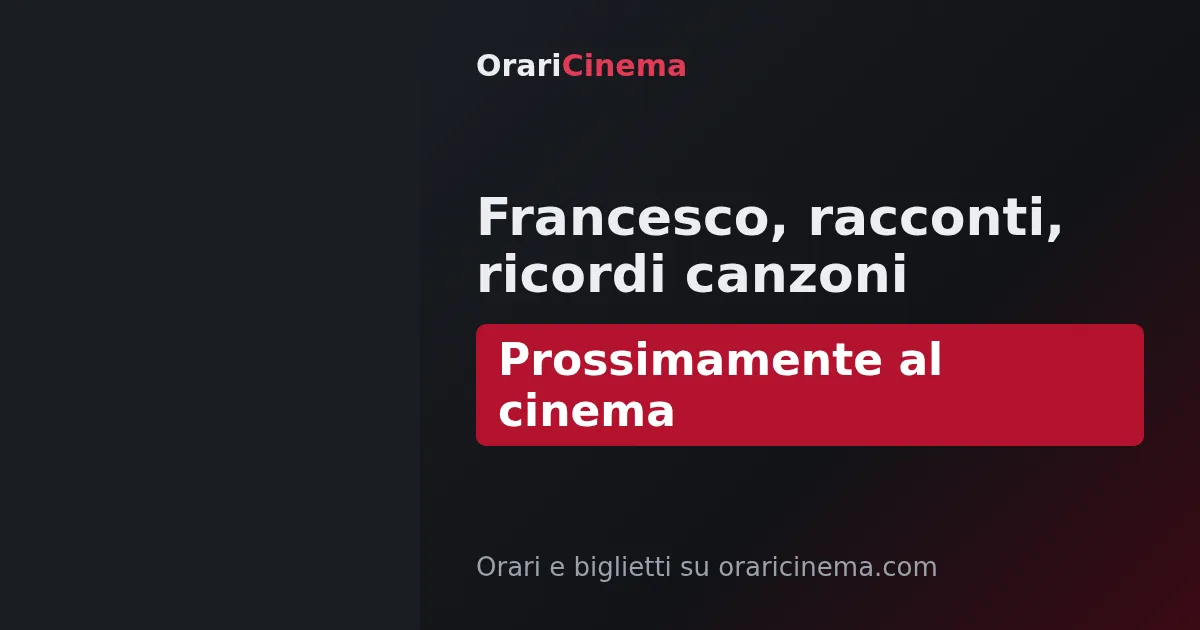 OrariCinema
Francesco, racconti,
ricordi canzoni
Prossimamente al
cinema
Orari e biglietti su oraricinema.com